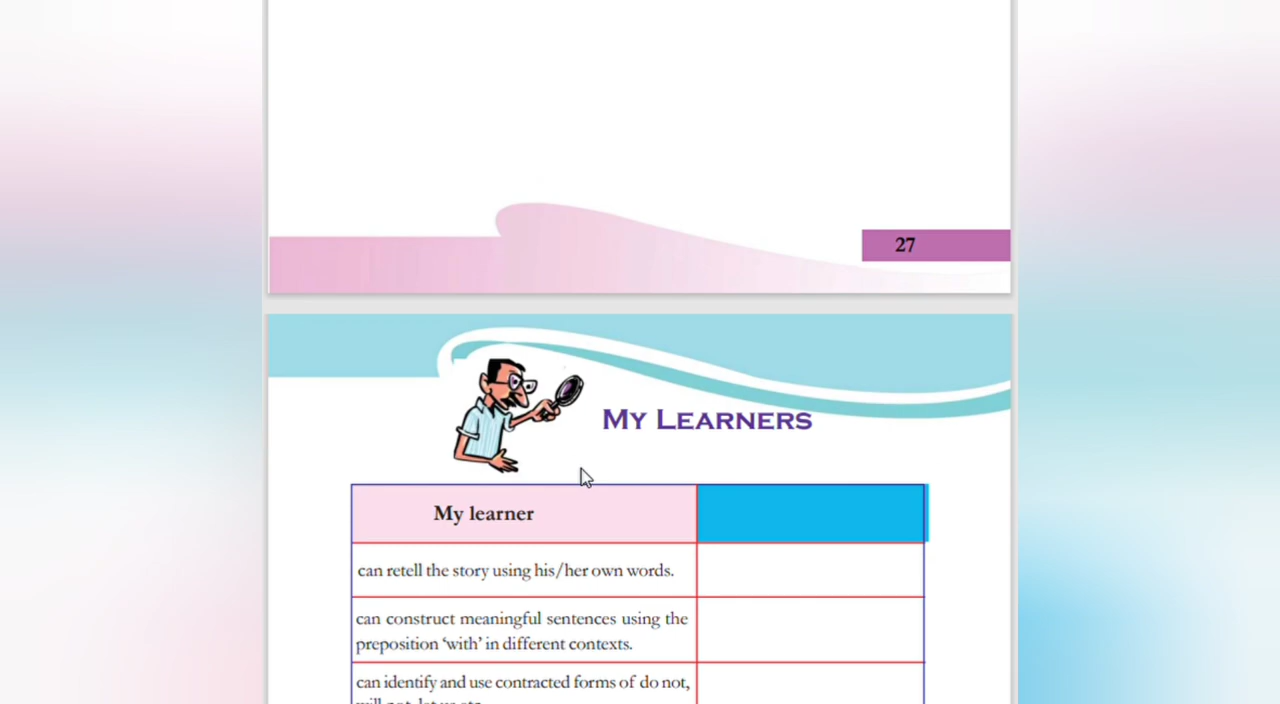 27
MY LEARNERS
My learner
can retell the story using his/her own words.
can construct meaningful sentences using the
preposition ‘with’ in different contexts.
can identify and use contracted forms of do not,